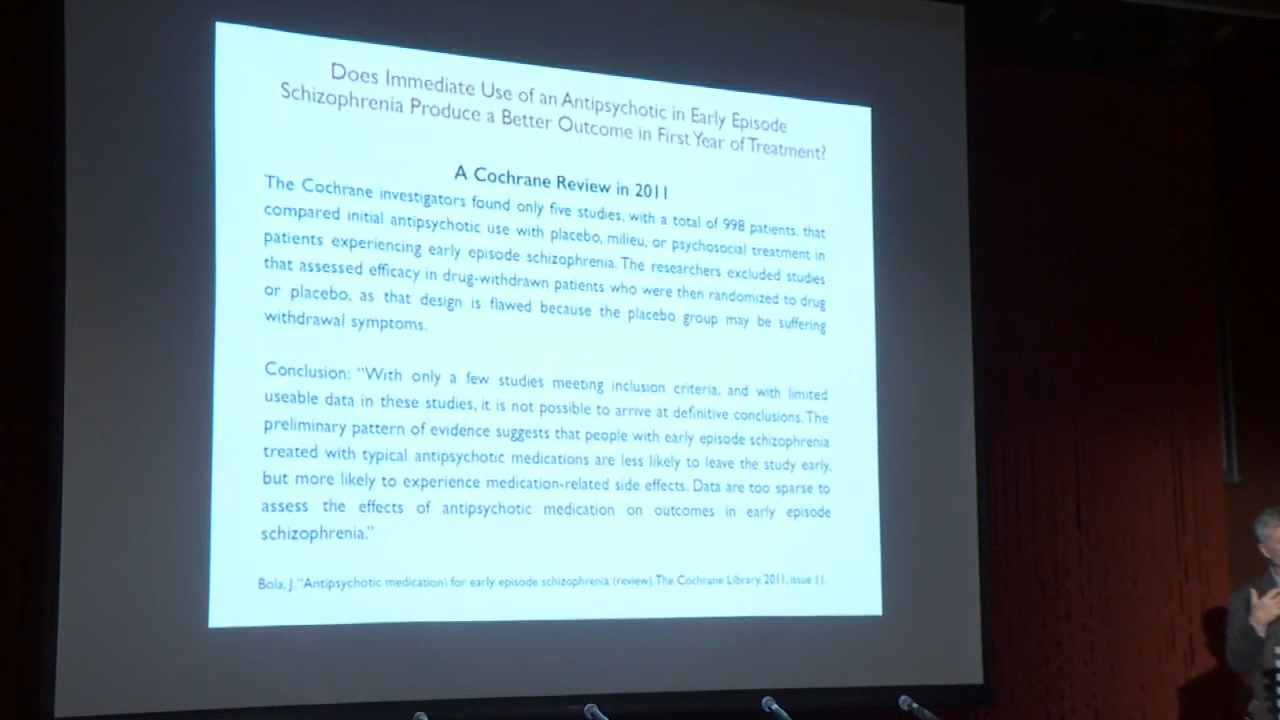 Does Immediate Use of an Antipsychotic in Early Episode
Schizophrenia Produce a Better Outcome in First Year of Treatment?
A Cochrane Review in 2011
The Cochrane investigators found only five studies, with a total of 998 patients, that
compared initial antipsychotic use with placebo, milieu, or psychosocial treatment in
patients experiencing early episode schizophrenia. The researchers excluded studies
that assessed efficacy in drug-withdrawn patients who were then randomized to drug
or placebo, as that design is flawed because the placebo group may be suffering
withdrawal symptoms.
Conclusion: “With only a few studies meeting inclusion criteria, and with limited
useable data in these studies, it is not possible to arrive at definitive conclusions. The
preliminary pattern of evidence suggests that people with early episode schizophrenia
treated with typical antipsychotic medications are less likely to leave the study early,
but more likely to experience medication-related side effects. Data are too sparse to
assess the effects of antipsychotic medication on outcomes in early episode
schizophrenia.”
Bola, J. “Antipsychotic medication for early episode schizophrenia (review). The Cochrane Library, 2011, issue 11.